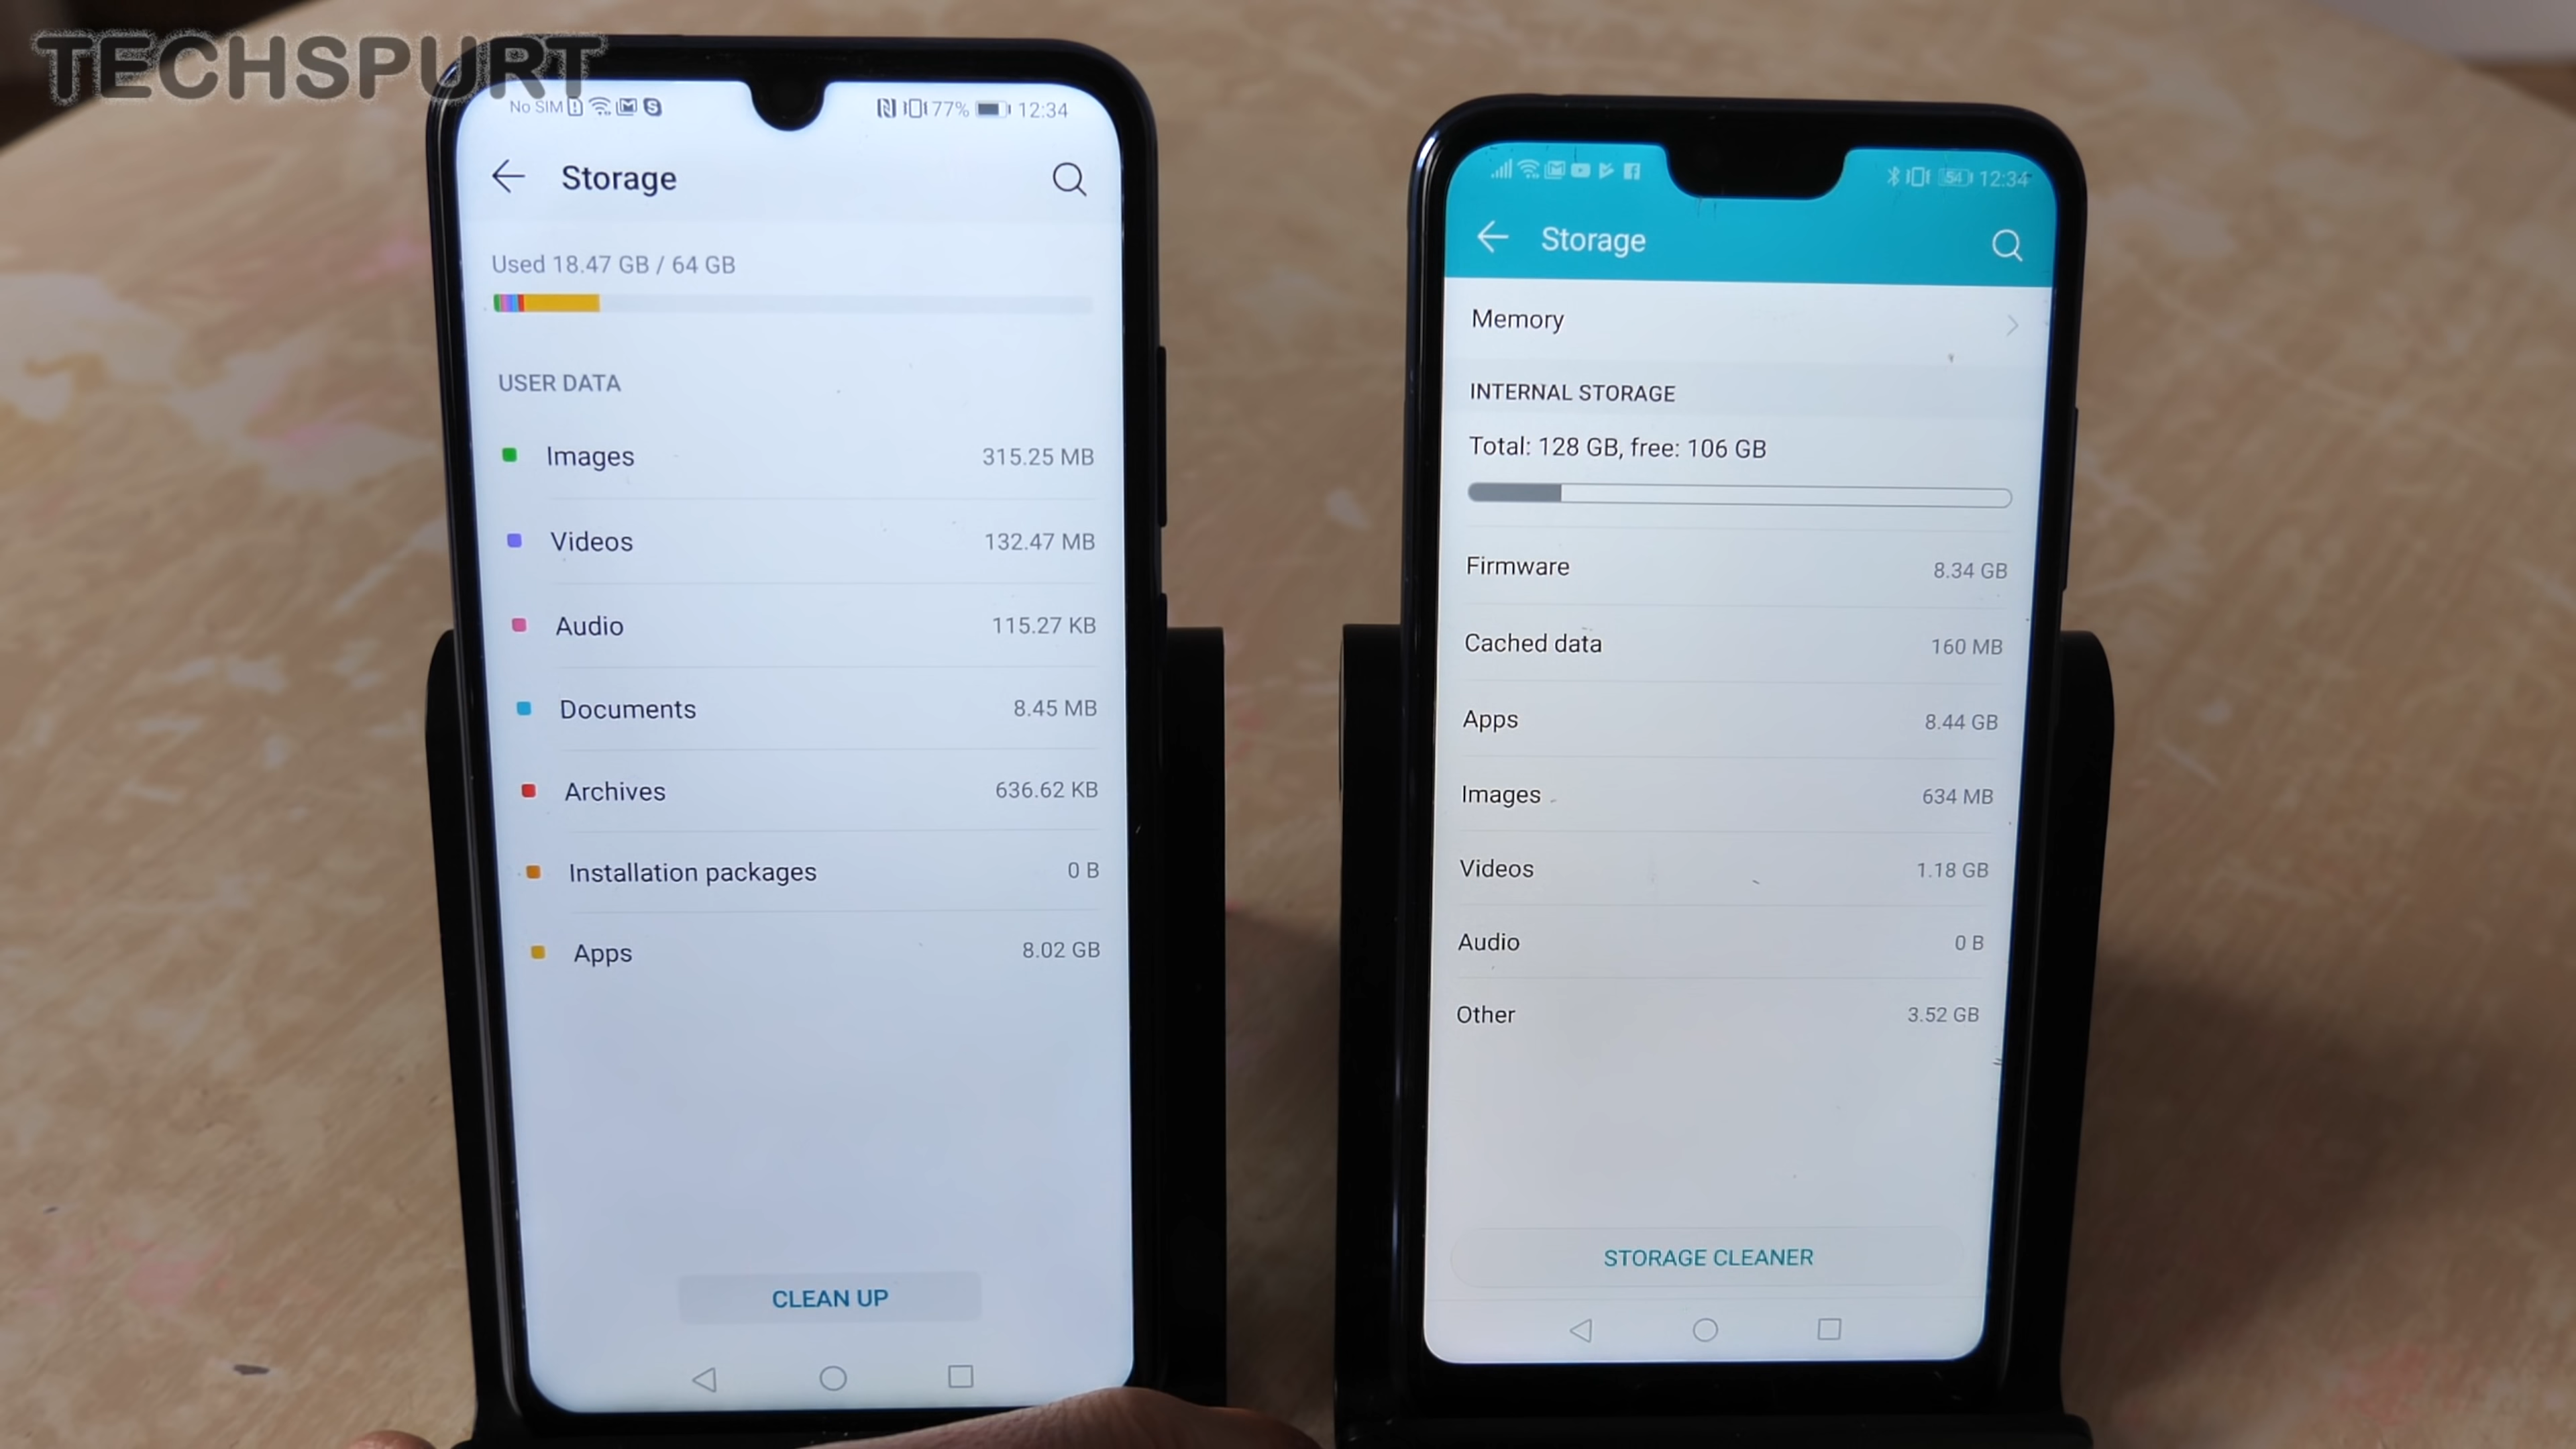 TECHSPURT
No SIM 77% 12:34
Storage
Used 18.47 GB / 64 GB
USER DATA
Images 315.25 MB
Videos 132.47 MB
Audio 115.27 KB
Documents 8.45 MB
Archives 636.62 KB
Installation packages 0 B
Apps 8.02 GB
CLEAN UP
54 12:34
Storage
Memory
INTERNAL STORAGE
Total: 128 GB, free: 106 GB
Firmware 8.34 GB
Cached data 160 MB
Apps 8.44 GB
Images 634 MB
Videos 1.18 GB
Audio 0 B
Other 3.52 GB
STORAGE CLEANER